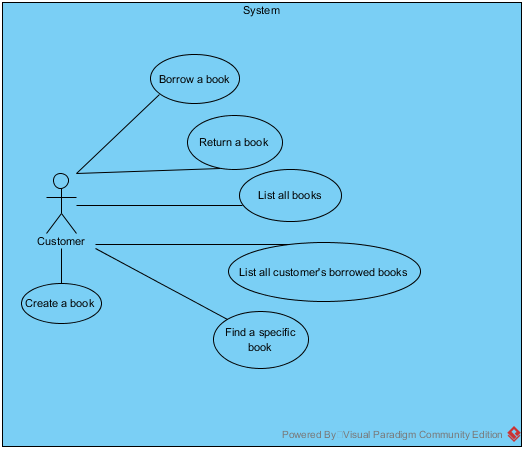 System
Borrow a book
Return a book
List all books
Customer
List all customer's borrowed books
Create a book
Find a specific
book
Powered By ¨Visual Paradigm Community Edition